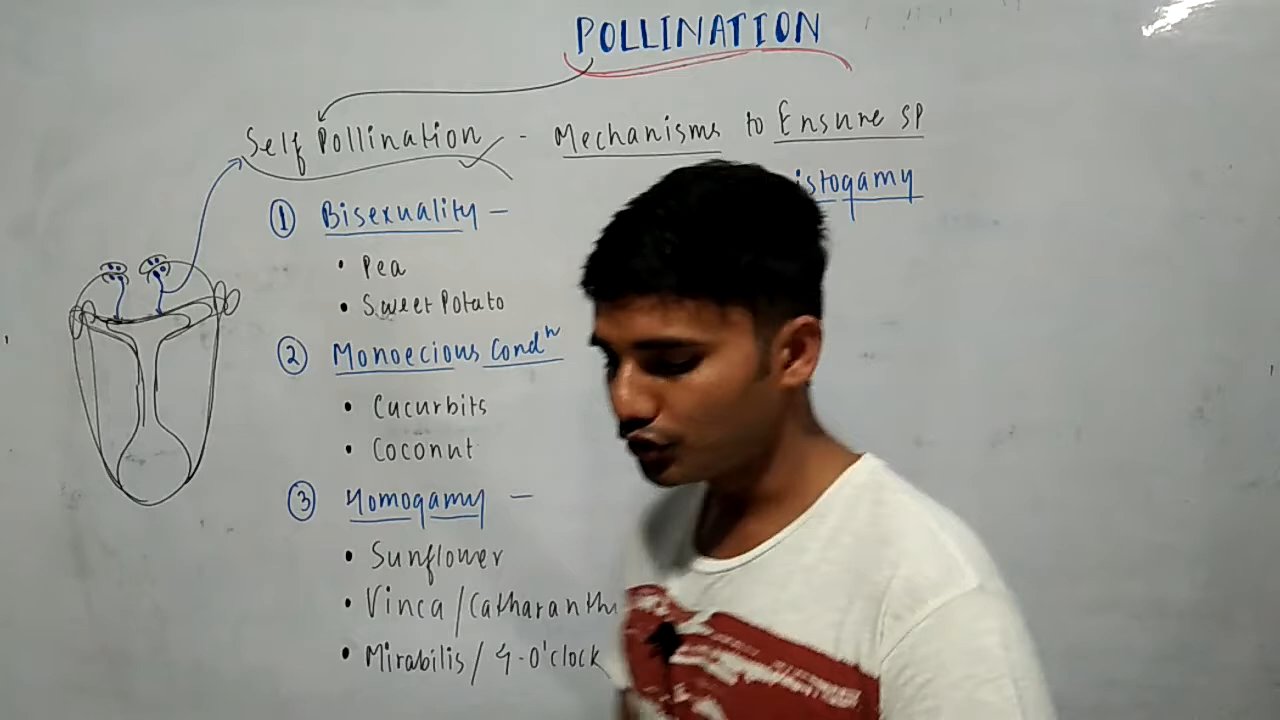 POLLINATION
Self Pollination - Mechanisms to Ensure SP
istogamy
① Bisexuality -
• Pea
• Sweet Potato
② Monoecious Condⁿ
• Cucurbits
• Coconut
③ Homogamy -
• Sunflower
• Vinca / Catharanthu
• Mirabilis / 4-O'clock